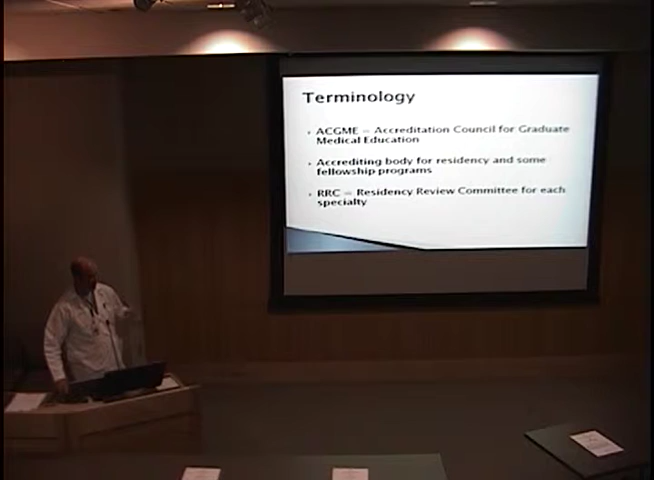 Terminology
ACGME – Accreditation Council for Graduate
Medical Education
Accrediting body for residency and some
fellowship programs
RRC – Residency Review Committee for each
specialty